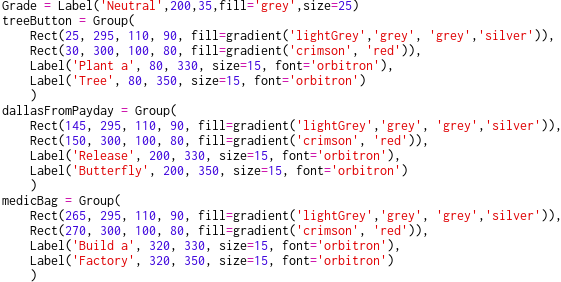 Grade = Label('Neutral',200,35,fill='grey',size=25)
treeButton = Group(
    Rect(25, 295, 110, 90, fill=gradient('lightGrey','grey', 'grey','silver')),
    Rect(30, 300, 100, 80, fill=gradient('crimson', 'red')),
    Label('Plant a', 80, 330, size=15, font='orbitron'),
    Label('Tree', 80, 350, size=15, font='orbitron')
    )
dallasFromPayday = Group(
    Rect(145, 295, 110, 90, fill=gradient('lightGrey','grey', 'grey','silver')),
    Rect(150, 300, 100, 80, fill=gradient('crimson', 'red')),
    Label('Release', 200, 330, size=15, font='orbitron'),
    Label('Butterfly', 200, 350, size=15, font='orbitron')
    )
medicBag = Group(
    Rect(265, 295, 110, 90, fill=gradient('lightGrey','grey', 'grey','silver')),
    Rect(270, 300, 100, 80, fill=gradient('crimson', 'red')),
    Label('Build a', 320, 330, size=15, font='orbitron'),
    Label('Factory', 320, 350, size=15, font='orbitron')
    )